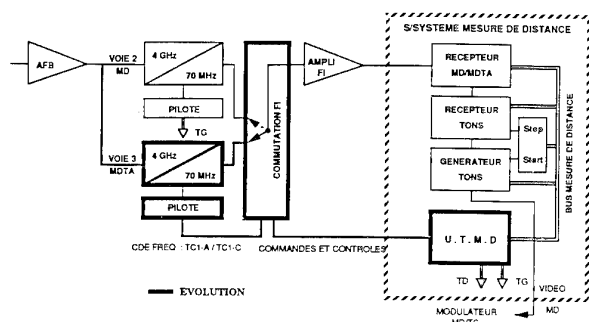 S/SYSTEME MESURE DE DISTANCE
AFB
VOIE 2
MD
4 GHz
70 MHz
PILOTE
TG
VOIE 3
MDTA
4 GHz
70 MHz
PILOTE
COMMUTATION FI
AMPLI
FI
RECEPTEUR
MD/MDTA
RECEPTEUR
TONS
Stop
Start
GENERATEUR
TONS
BUS MESURE DE DISTANCE
U.T.M.D
CDE FREQ : TC1-A / TC1-C
COMMANDES ET CONTROLES
TD
TG
VIDEO
MD
EVOLUTION
MODULATEUR